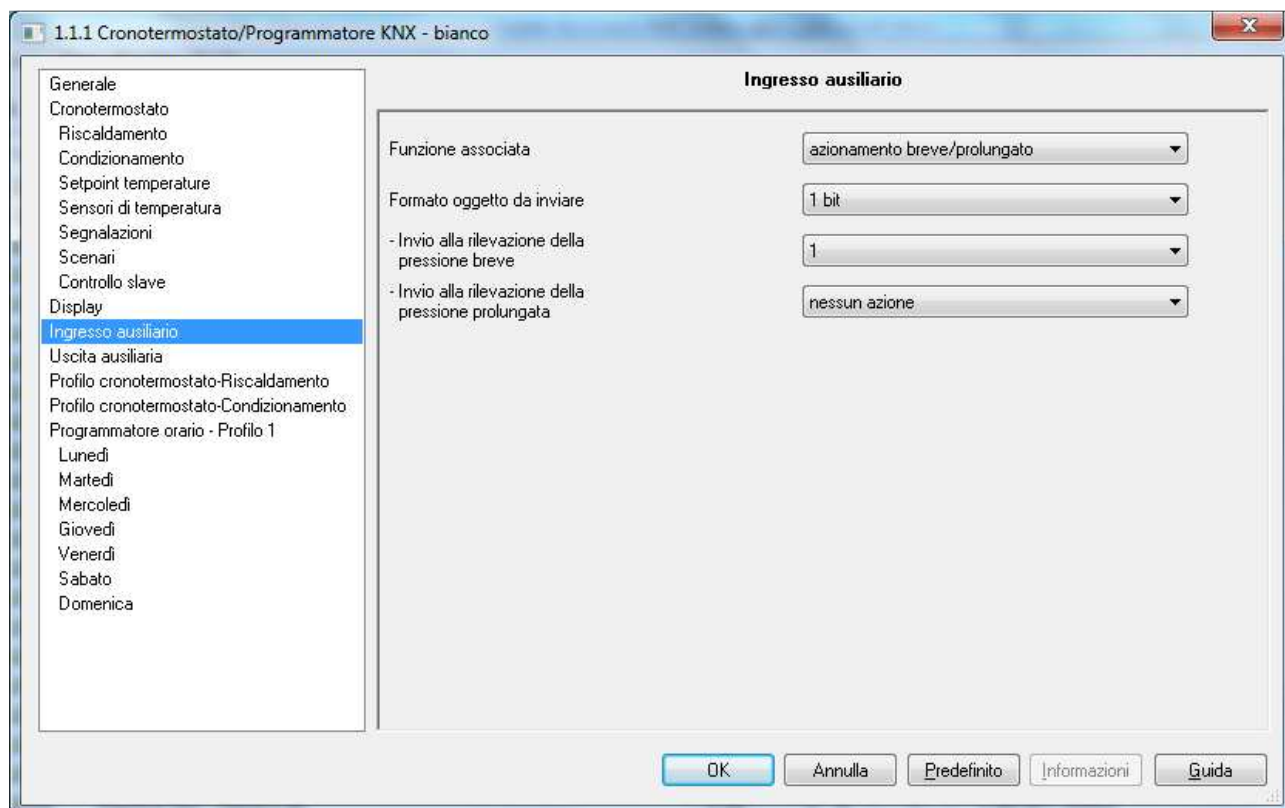 1.1.1 Cronotermostato/Programmatore KNX - bianco
Generale
Cronotermostato
Riscaldamento
Condizionamento
Setpoint temperature
Sensori di temperatura
Segnalazioni
Scenari
Controllo slave
Display
Ingresso ausiliario
Uscita ausiliaria
Profilo cronotermostato-Riscaldamento
Profilo cronotermostato-Condizionamento
Programmatore orario - Profilo 1
Lunedì
Martedì
Mercoledì
Giovedì
Venerdì
Sabato
Domenica
Ingresso ausiliario
Funzione associata
azionamento breve/prolungato
Formato oggetto da inviare
1 bit
- Invio alla rilevazione della
pressione breve
1
- Invio alla rilevazione della
pressione prolungata
nessun azione
OK
Annulla
Predefinito
Informazioni
Guida